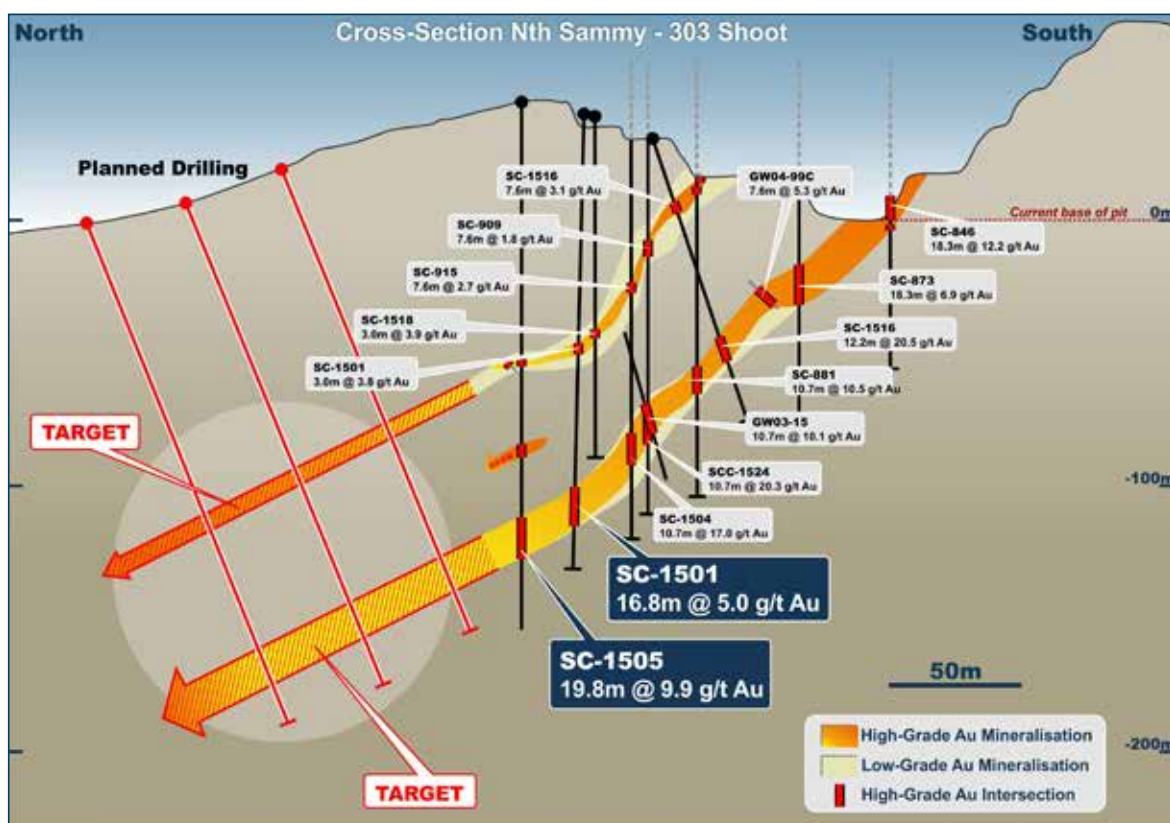 North
Cross-Section Nth Sammy - 303 Shoot
South
Planned Drilling
SC-1516
7.6m @ 3.1 g/t Au
GW04-99C
7.6m @ 5.3 g/t Au
SC-909
7.6m @ 1.8 g/t Au
Current base of pit
0m
SC-846
18.3m @ 12.2 g/t Au
SC-915
7.6m @ 2.7 g/t Au
SC-873
18.3m @ 6.9 g/t Au
SC-1518
3.0m @ 3.9 g/t Au
SC-1516
12.2m @ 20.5 g/t Au
SC-1501
3.0m @ 3.8 g/t Au
SC-881
10.7m @ 10.5 g/t Au
TARGET
GW03-15
10.7m @ 10.1 g/t Au
SCC-1524
10.7m @ 20.3 g/t Au
-100m
SC-1504
10.7m @ 17.0 g/t Au
SC-1501
16.8m @ 5.0 g/t Au
SC-1505
19.8m @ 9.9 g/t Au
50m
TARGET
High-Grade Au Mineralisation
-200m
Low-Grade Au Mineralisation
High-Grade Au Intersection